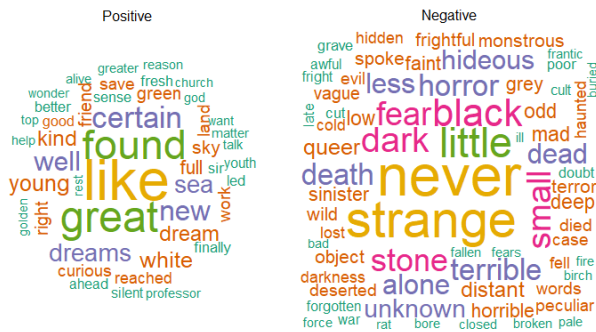 Positive
greater reason
alive
fresh church
save
wonder
sense
god
better
green
friend
certain
top good
land
want
matter
help
kind
found
sky
talk
well
full
sir youth
young
rest
like
sea
led
golden
right
great
new
work
dream
finally
dreams
white
curious
reached
ahead
silent professor
Negative
grave
hidden
frightful monstrous
awful
spoke faint
hideous
frantic
poor
fright evil
less horror
grey
cult
buried
vague
late
cut
cold
low
fear
black
odd
haunted
queer
dark
little
ill
mad
dead
death
never
doubt
sinister
terror
deep
wild
strange
small
lost
died
case
bad
stone
fallen fears
object
terrible
fell fire
birch
darkness
deserted
alone
distant
words
forgotten
unknown
horrible
peculiar
force war
rat
bore
closed
broken pale